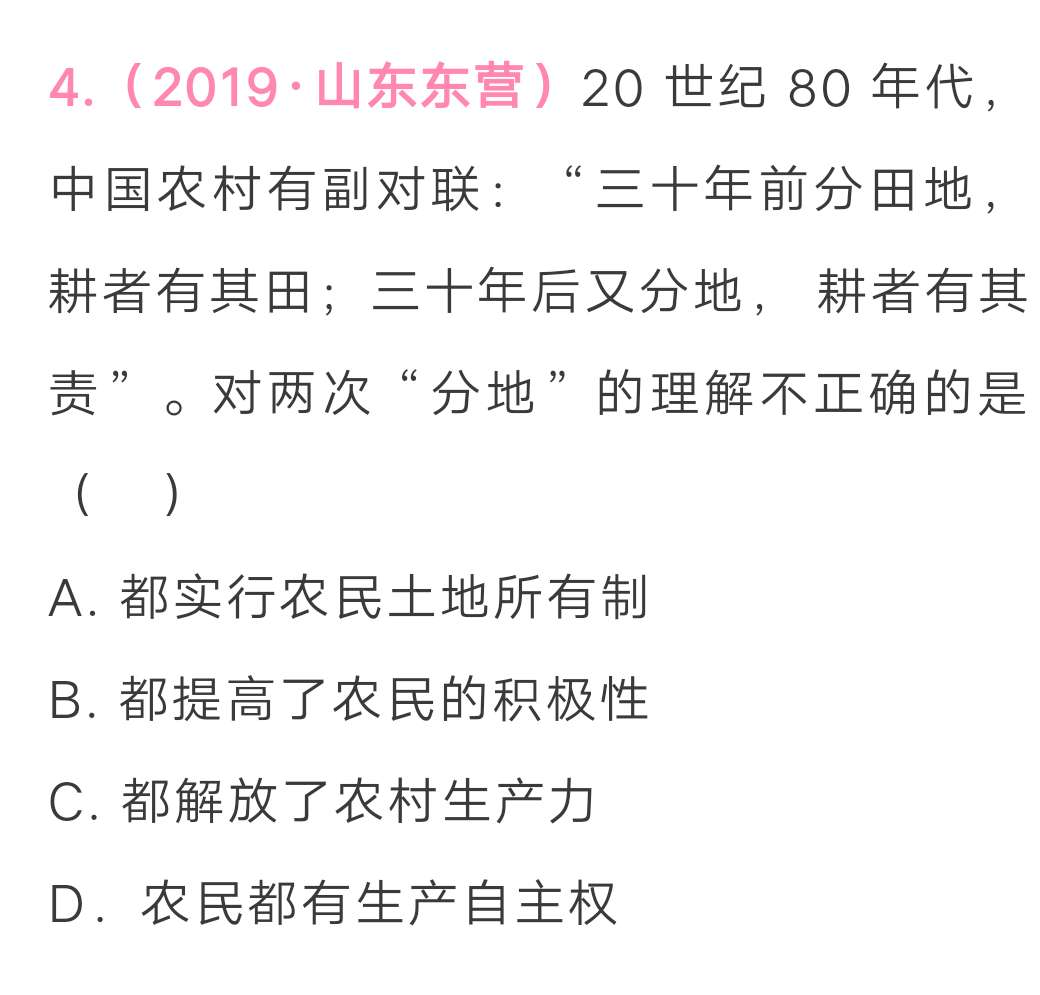 4.（2019·山东东营）20 世纪 80 年代，
中国农村有副对联：“三十年前分田地，
耕者有其田；三十年后又分地， 耕者有其
责”。对两次“分地”的理解不正确的是
（ ）
A. 都实行农民土地所有制
B. 都提高了农民的积极性
C. 都解放了农村生产力
D. 农民都有生产自主权